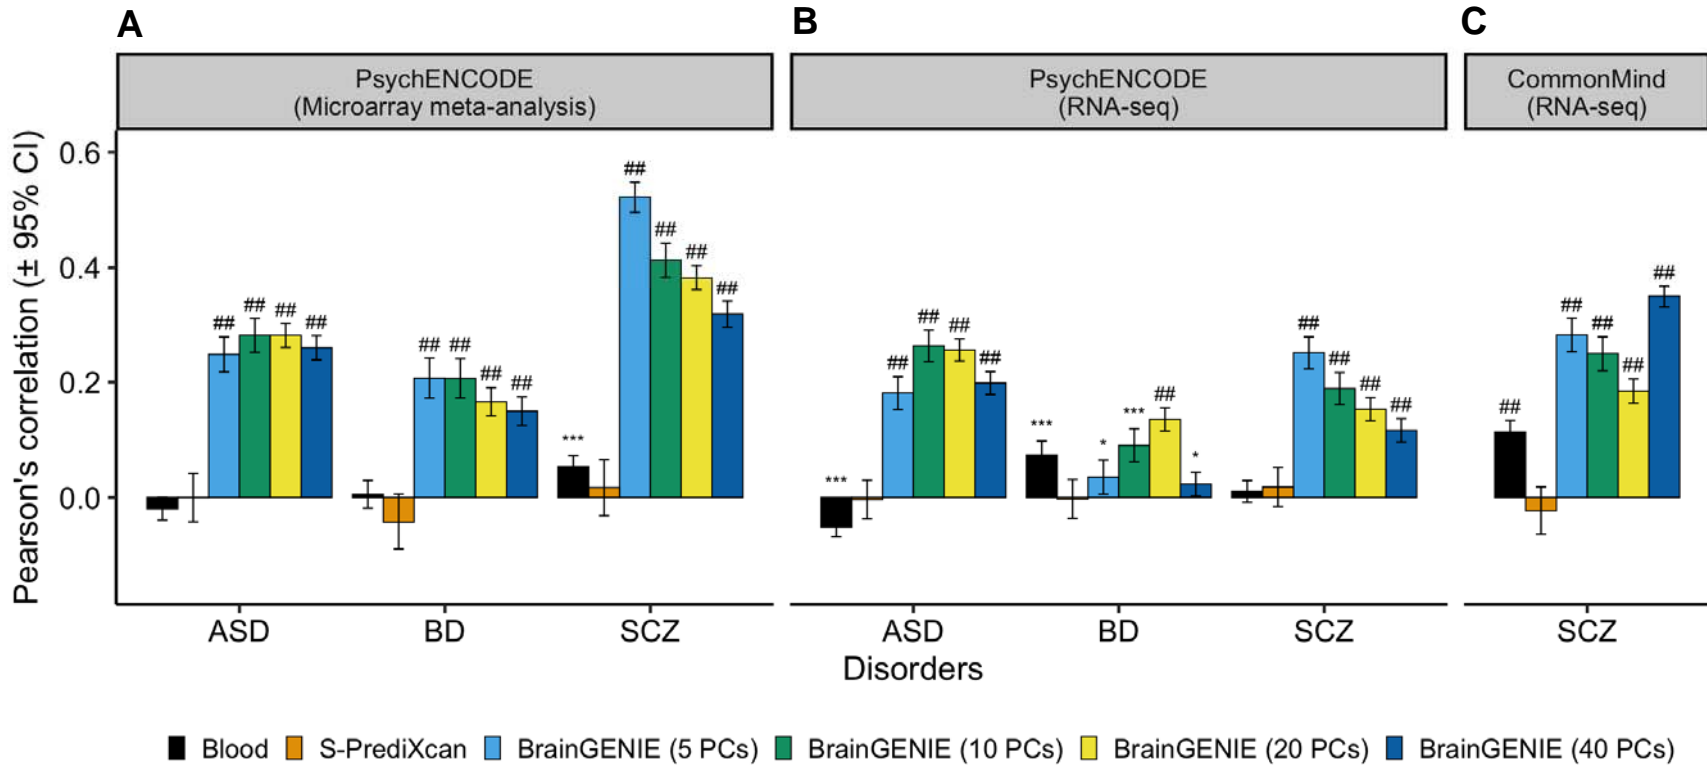 A
B
C
PsychENCODE
(Microarray meta-analysis)
PsychENCODE
(RNA-seq)
CommonMind
(RNA-seq)
Pearson's correlation (± 95% CI)
0.6
0.4
0.2
0.0
## ## ## ##
## ## ## ##
*** ## ## ## ##
*** ## ## ## ##
*** * *** ## *
## ## ## ##
## ## ## ## ##
ASD BD SCZ
ASD BD SCZ
SCZ
Disorders
Blood S-PrediXcan BrainGENIE (5 PCs) BrainGENIE (10 PCs) BrainGENIE (20 PCs) BrainGENIE (40 PCs)